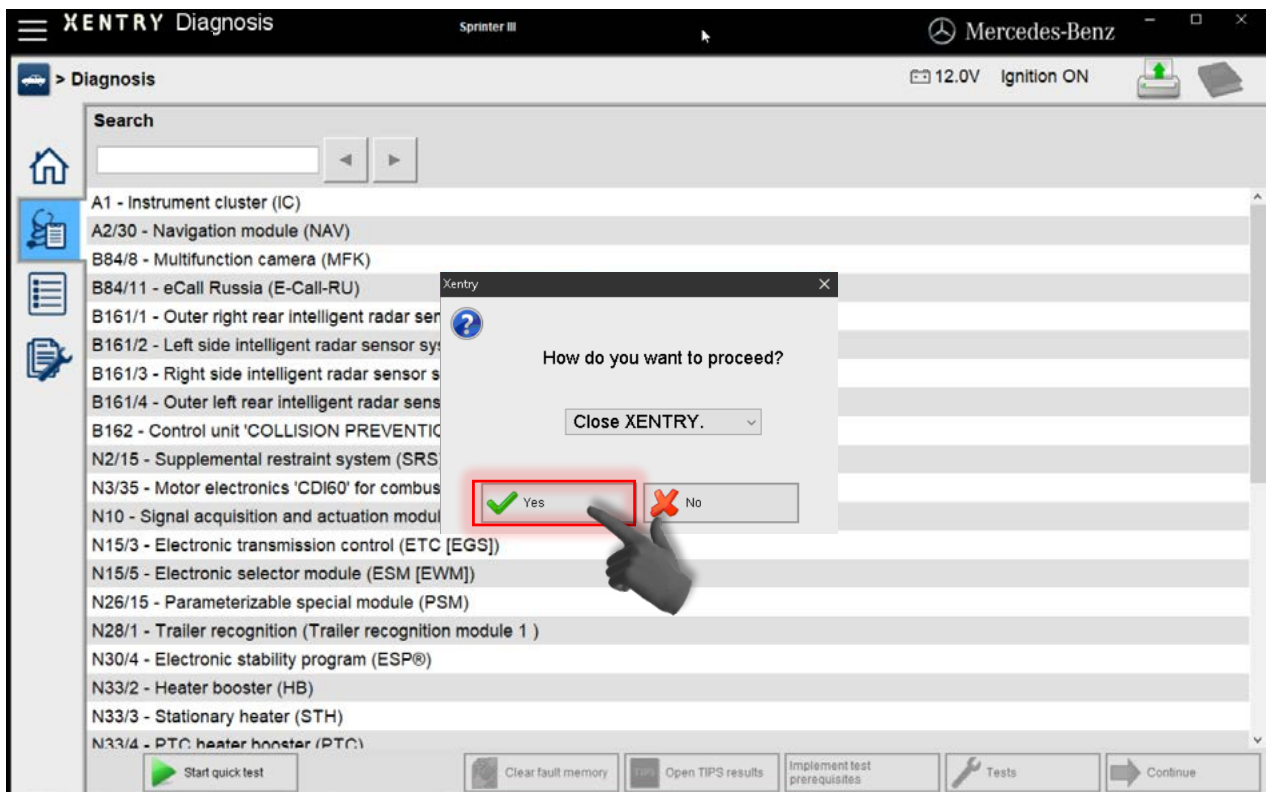 XENTRY Diagnosis
Sprinter III
Mercedes-Benz
> Diagnosis
12.0V Ignition ON
Search
A1 - Instrument cluster (IC)
A2/30 - Navigation module (NAV)
B84/8 - Multifunction camera (MFK)
B84/11 - eCall Russia (E-Call-RU)
B161/1 - Outer right rear intelligent radar ser
B161/2 - Left side intelligent radar sensor sy
B161/3 - Right side intelligent radar sensor s
B161/4 - Outer left rear intelligent radar sens
B162 - Control unit 'COLLISION PREVENTIO
N2/15 - Supplemental restraint system (SRS
N3/35 - Motor electronics 'CDI60' for combus
N10 - Signal acquisition and actuation modul
N15/3 - Electronic transmission control (ETC [EGS])
N15/5 - Electronic selector module (ESM [EWM])
N26/15 - Parameterizable special module (PSM)
N28/1 - Trailer recognition (Trailer recognition module 1 )
N30/4 - Electronic stability program (ESP®)
N33/2 - Heater booster (HB)
N33/3 - Stationary heater (STH)
N33/4 - PTC heater booster (PTC)
Xentry
How do you want to proceed?
Close XENTRY.
Yes
No
Start quick test
Clear fault memory
TIPS
Open TIPS results
Implement test
prerequisites
Tests
Continue